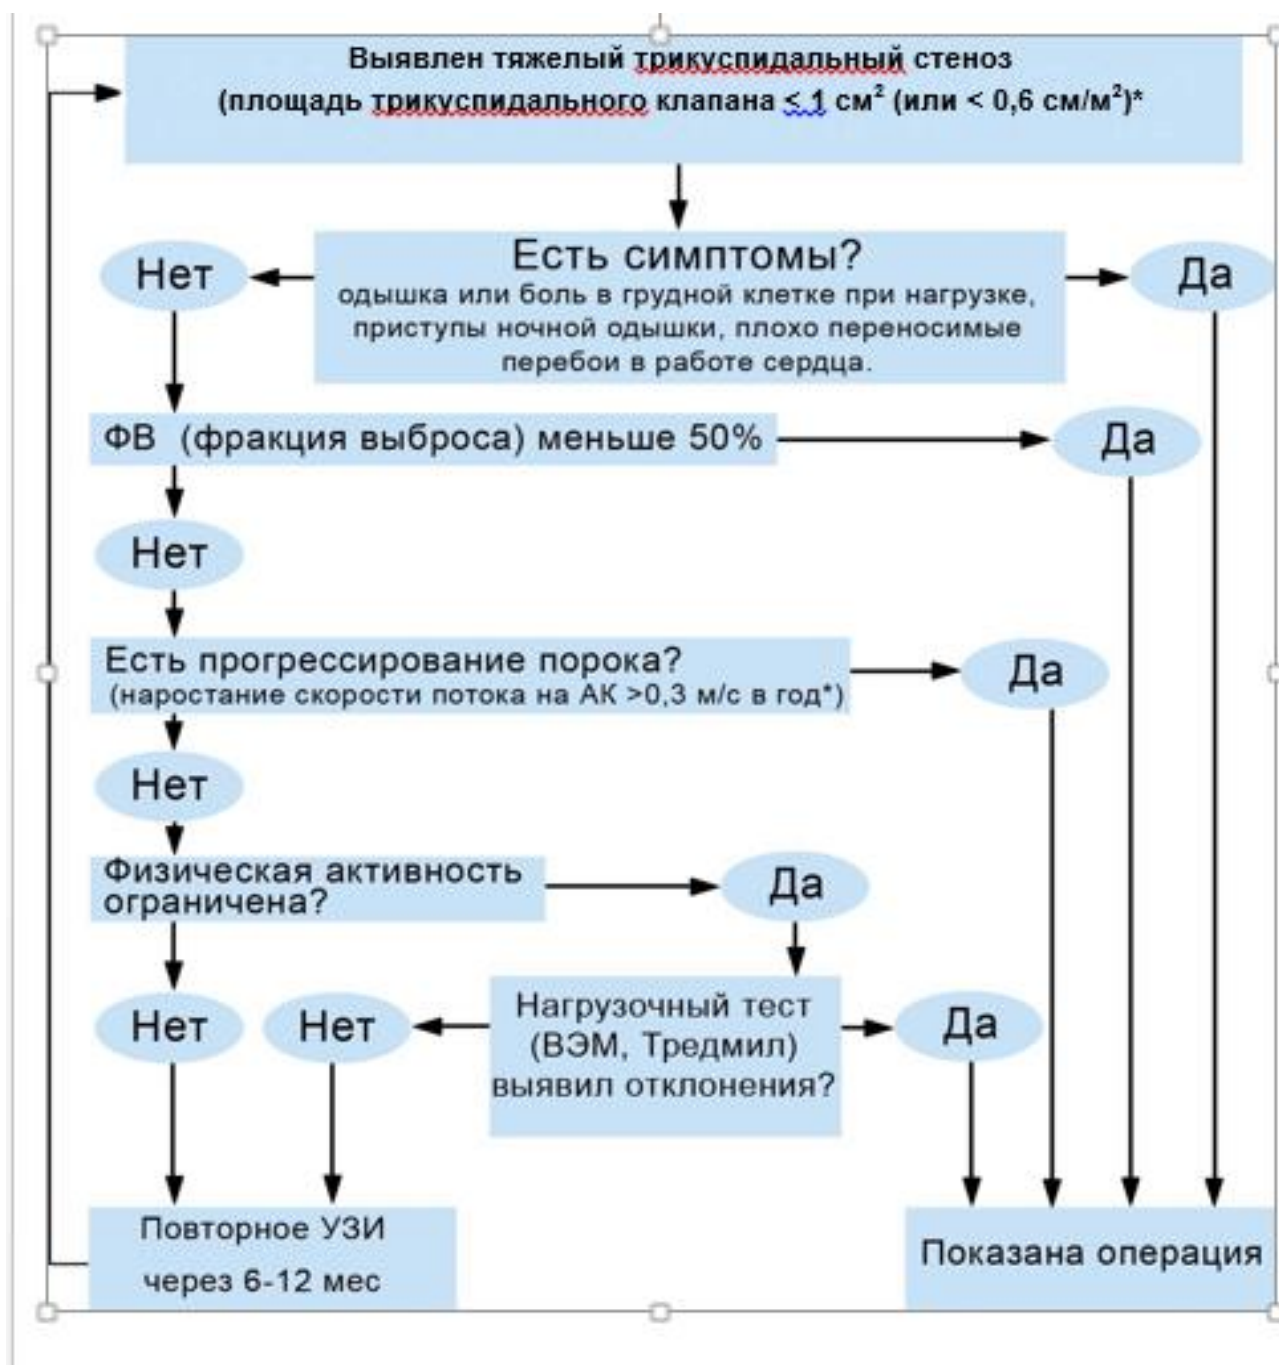 Выявлен тяжелый трикуспидальный стеноз
(площадь трикуспидального клапана < 1 см² (или < 0,6 см/м²)*
Есть симптомы?
одышка или боль в грудной клетке при нагрузке,
приступы ночной одышки, плохо переносимые
перебои в работе сердца.
Нет
Да
ФВ (фракция выброса) меньше 50%
Да
Нет
Есть прогрессирование порока?
(наростание скорости потока на АК >0,3 м/с в год*)
Да
Нет
Физическая активность
ограничена?
Да
Нет
Нет
Нагрузочный тест
(ВЭМ, Тредмил)
выявил отклонения?
Да
Повторное УЗИ
через 6-12 мес
Показана операция